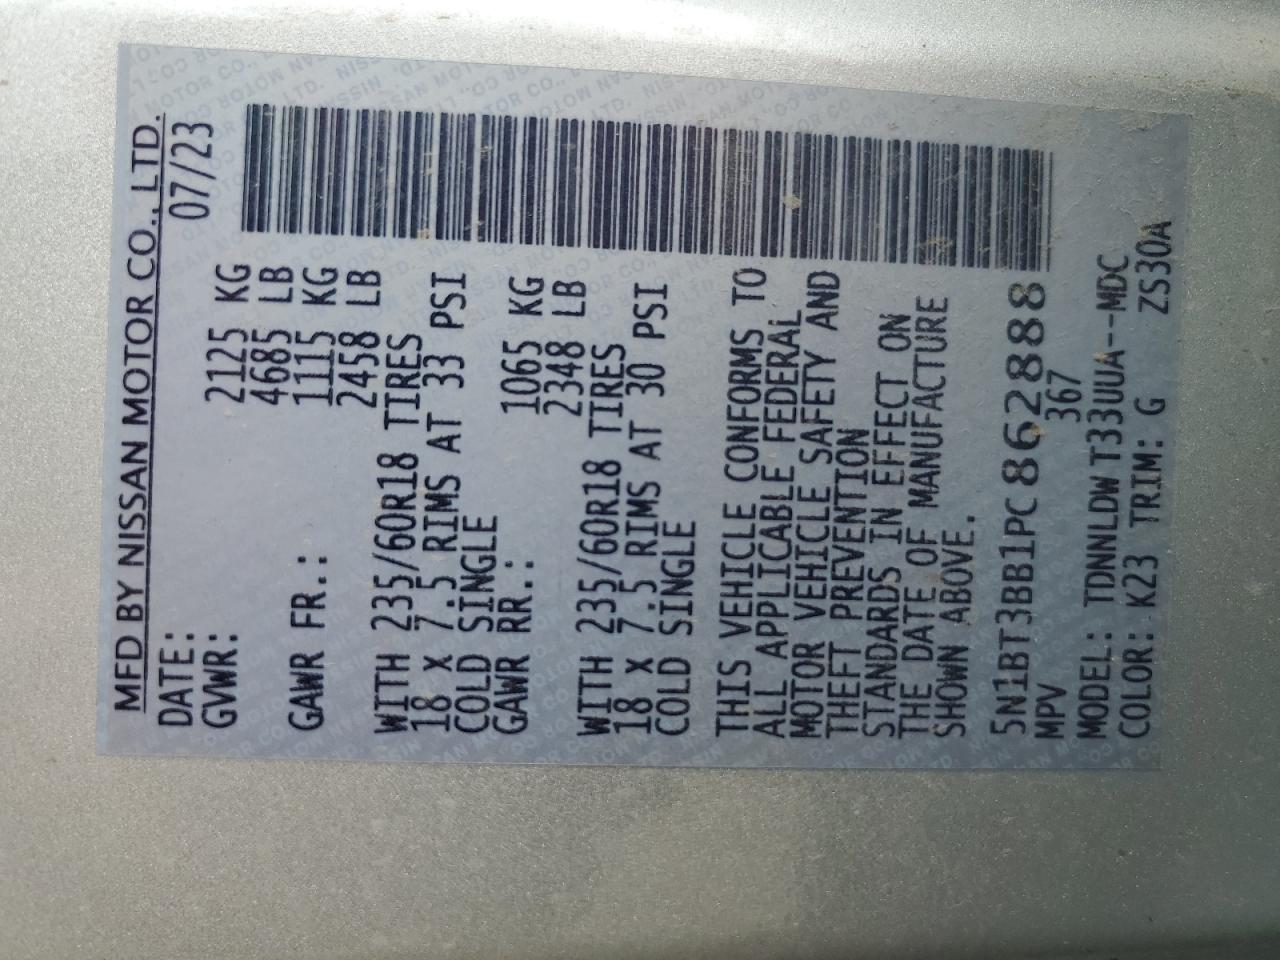 MFD BY NISSAN MOTOR CO., LTD.
DATE: 07/23
GVWR: 2125 KG
4685 LB
GAWR FR.: 1115 KG
2458 LB
WITH 235/60R18 TIRES
18 X 7.5 RIMS AT 33 PSI
COLD SINGLE
GAWR RR.: 1065 KG
2348 LB
WITH 235/60R18 TIRES
18 X 7.5 RIMS AT 30 PSI
COLD SINGLE
THIS VEHICLE CONFORMS TO
ALL APPLICABLE FEDERAL
MOTOR VEHICLE SAFETY AND
THEFT PREVENTION
STANDARDS IN EFFECT ON
THE DATE OF MANUFACTURE
SHOWN ABOVE.
5N1BT3BB1PC862888
MPV 367
MODEL: TDNNLDW T33UUA--MDC
COLOR: K23 TRIM: G ZS30A